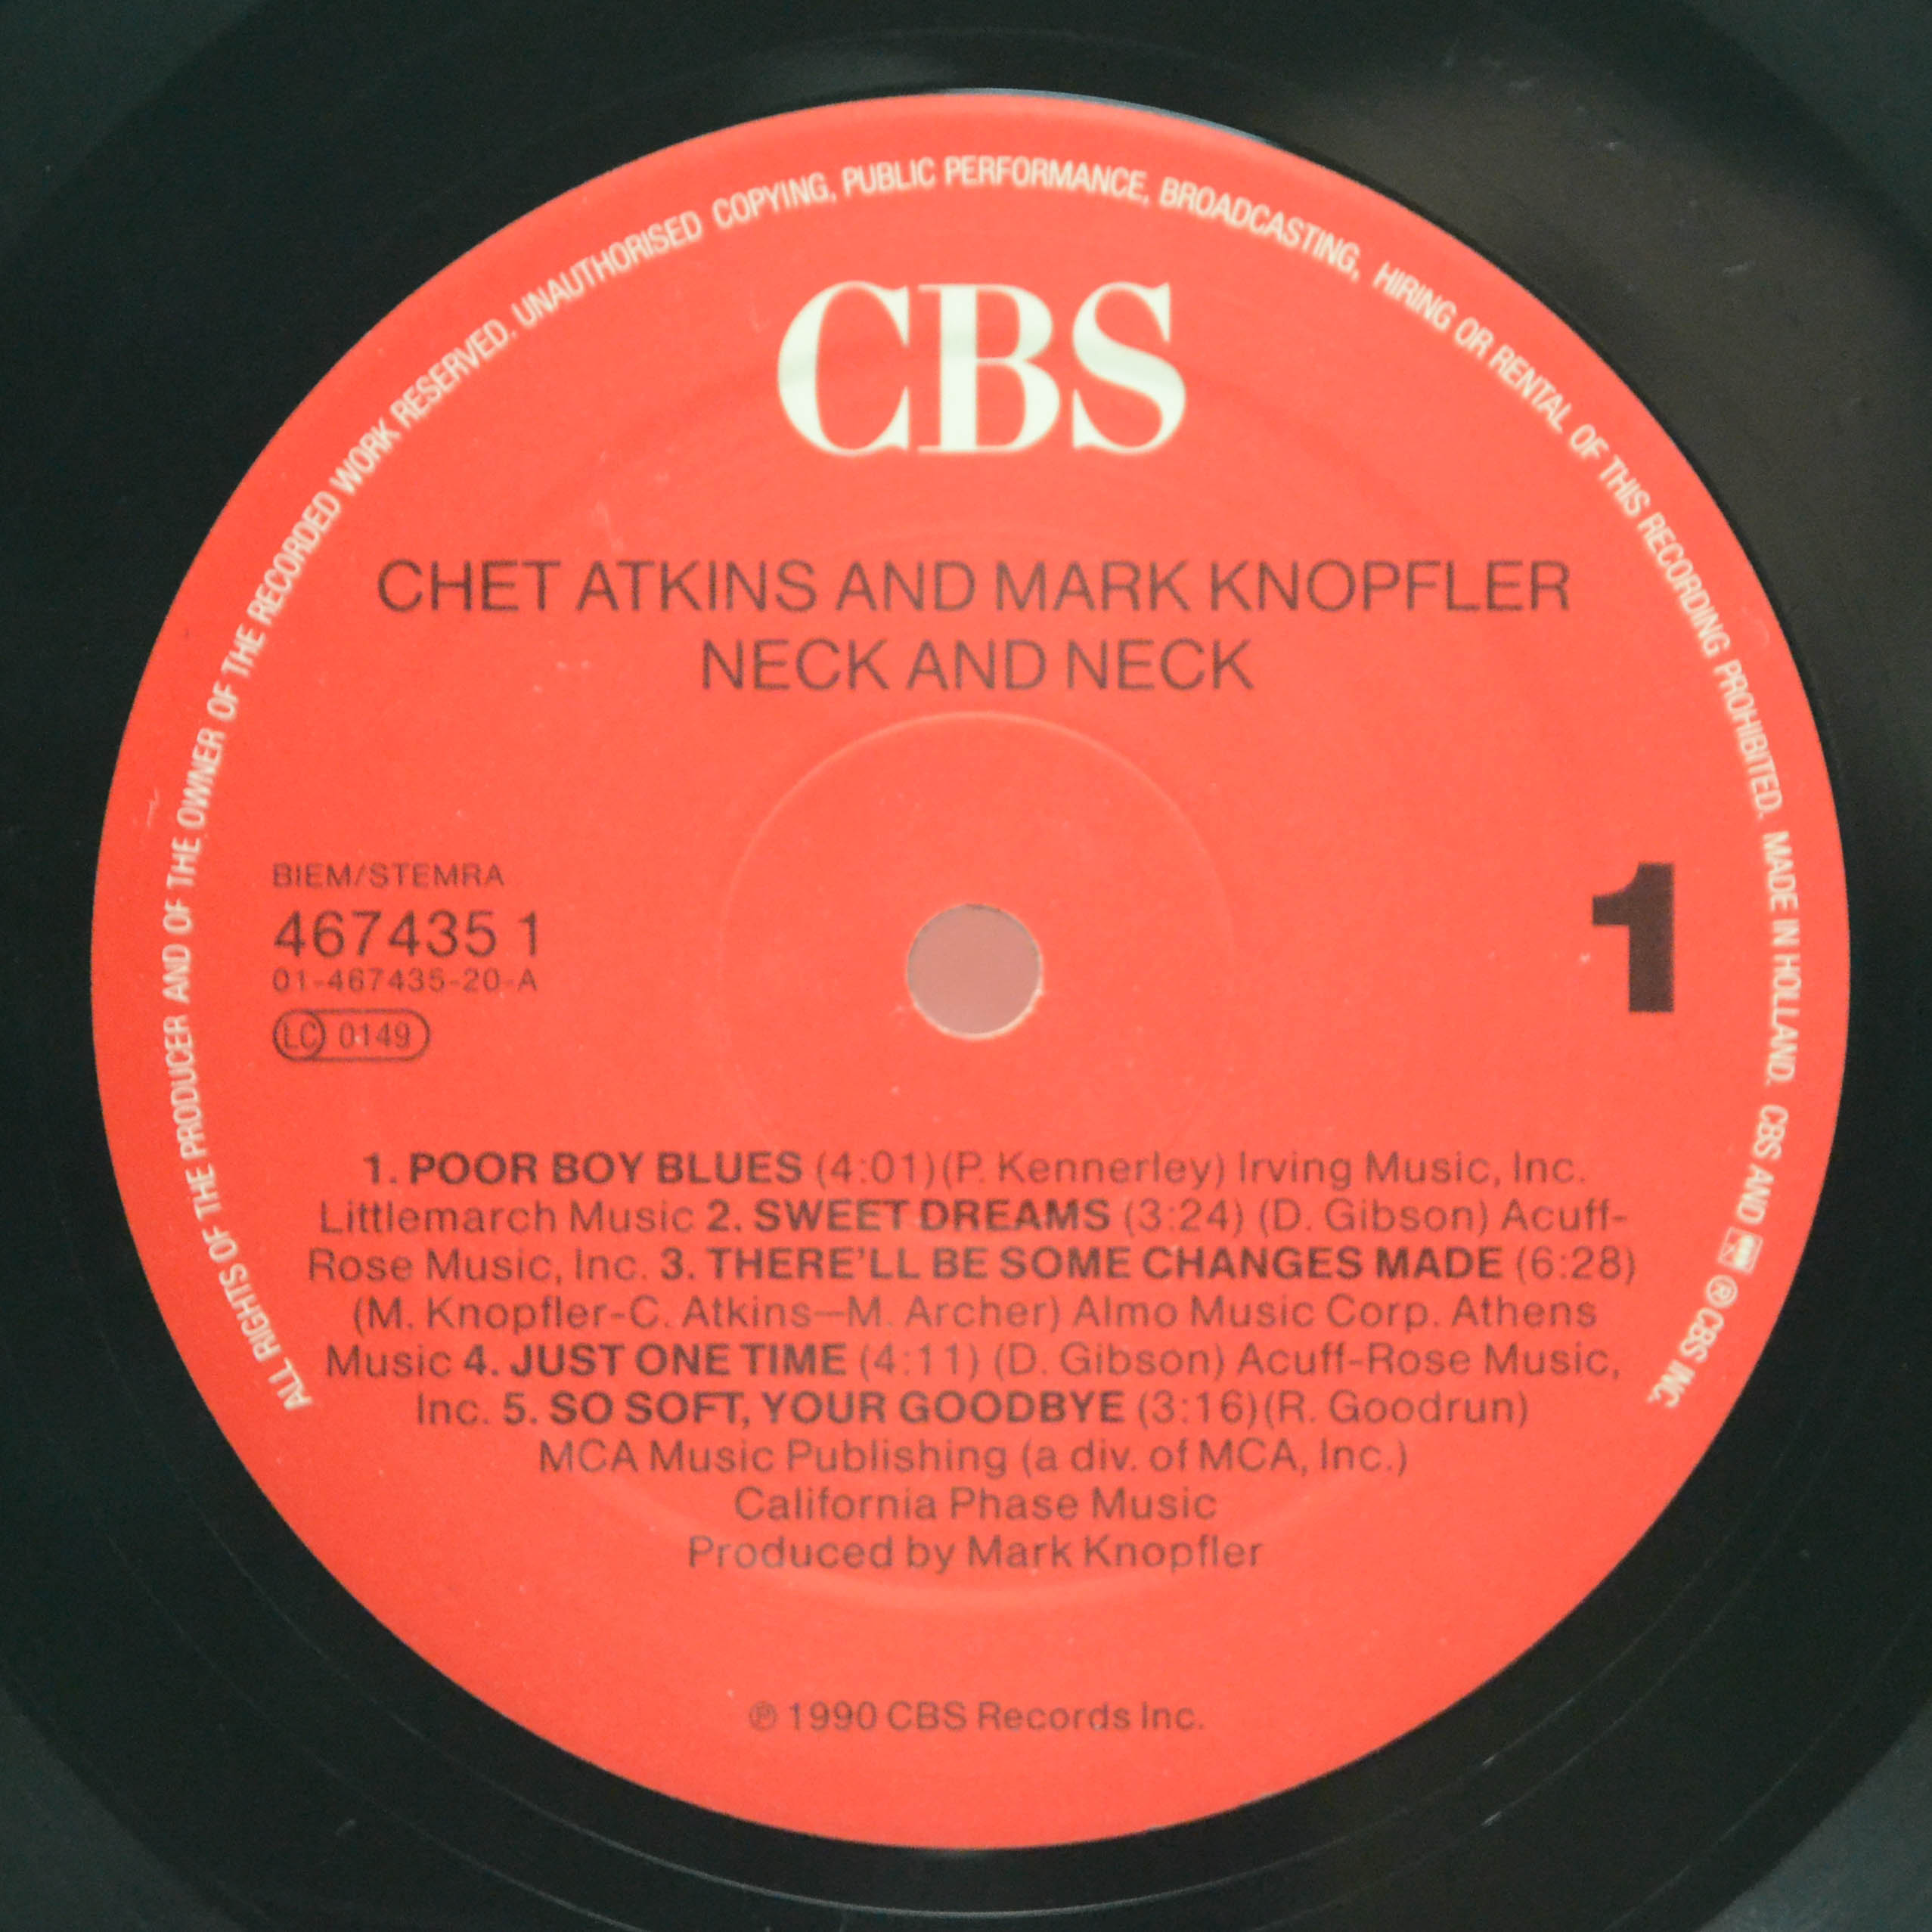 ALL RIGHTS OF THE PRODUCER AND OF THE OWNER OF THE RECORDED WORK RESERVED. UNAUTHORISED COPYING, PUBLIC PERFORMANCE, BROADCASTING, HIRING OR RENTAL OF THIS RECORDING PROHIBITED. MADE IN HOLLAND. CBS AND ℗ CBS INC.
CBS
CHET ATKINS AND MARK KNOPFLER
NECK AND NECK
BIEM/STEMRA
467435 1
01-467435-20-A
LC 0149
1
1. POOR BOY BLUES (4:01)(P. Kennerley) Irving Music, Inc.
Littlemarch Music 2. SWEET DREAMS (3:24) (D. Gibson) Acuff-
Rose Music, Inc. 3. THERE'LL BE SOME CHANGES MADE (6:28)
(M. Knopfler-C. Atkins—M. Archer) Almo Music Corp. Athens
Music 4. JUST ONE TIME (4:11) (D. Gibson) Acuff-Rose Music,
Inc. 5. SO SOFT, YOUR GOODBYE (3:16)(R. Goodrun)
MCA Music Publishing (a div. of MCA, Inc.)
California Phase Music
Produced by Mark Knopfler
℗ 1990 CBS Records Inc.